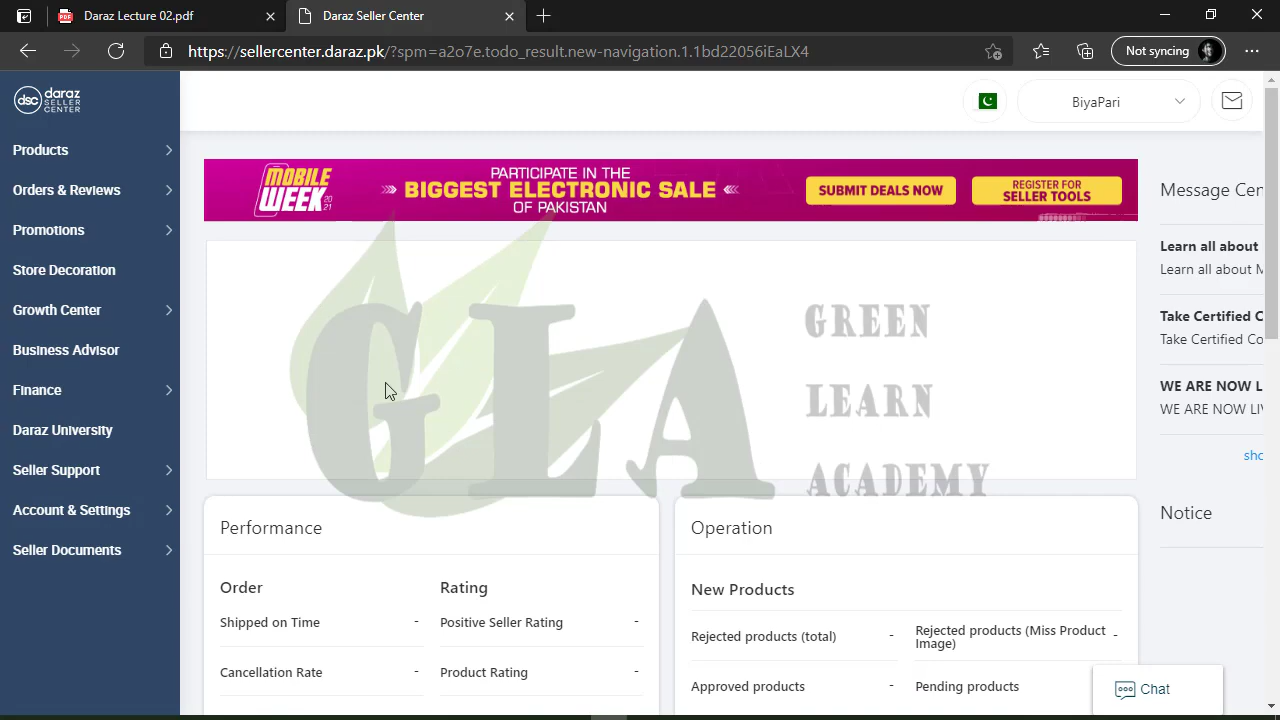 Daraz Lecture 02.pdf
Daraz Seller Center
https://sellercenter.daraz.pk/?spm=a2o7e.todo_result.new-navigation.1.1bd22056iEaLX4
Not syncing
dsc daraz
SELLER
CENTER
BiyaPari
Products
Orders & Reviews
Promotions
Store Decoration
Growth Center
Business Advisor
Finance
Daraz University
Seller Support
Account & Settings
Seller Documents
MOBILE
WEEK
2021
PARTICIPATE IN THE
BIGGEST ELECTRONIC SALE
OF PAKISTAN
SUBMIT DEALS NOW
REGISTER FOR
SELLER TOOLS
GLA
GREEN
LEARN
ACADEMY
Message Cen
Learn all about
Learn all about M
Take Certified C
Take Certified Co
WE ARE NOW L
WE ARE NOW LIV
sho
Notice
Performance
Order
Shipped on Time -
Cancellation Rate -
Rating
Positive Seller Rating -
Product Rating -
Operation
New Products
Rejected products (total) -
Rejected products (Miss Product
Image) -
Approved products -
Pending products
Chat